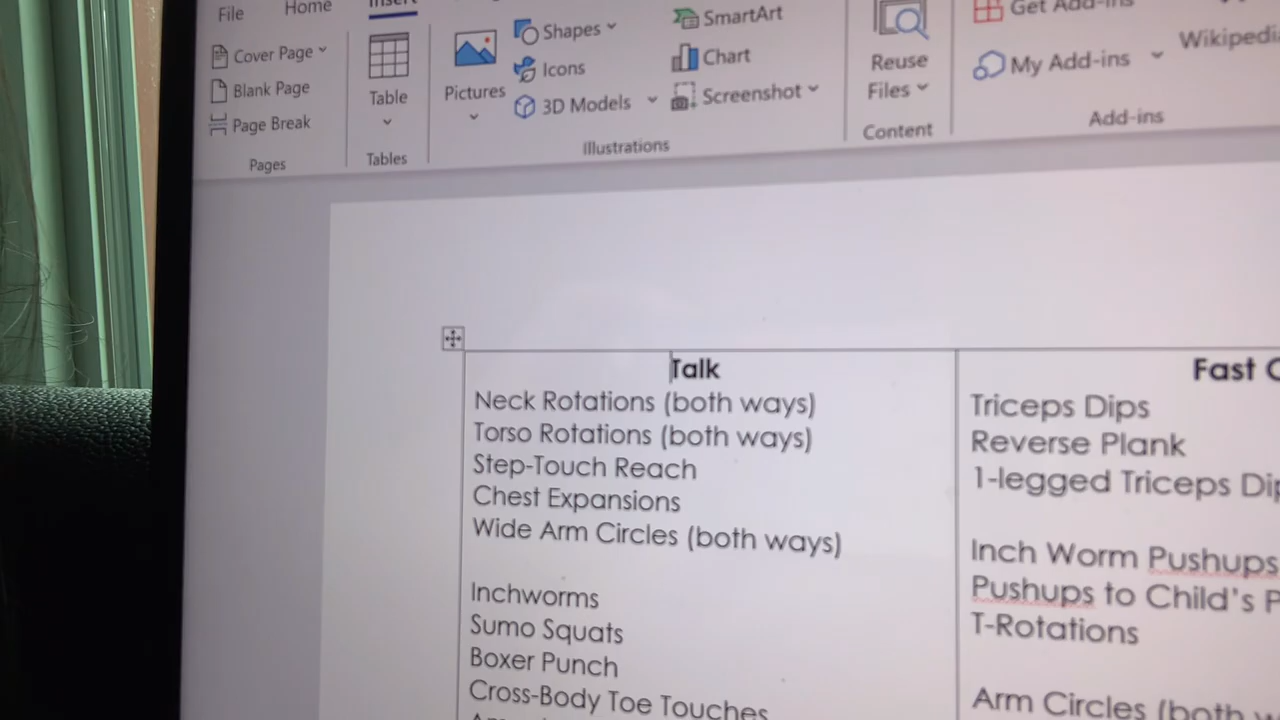 File
Home
Insert
Cover Page
Blank Page
Page Break
Pages
Table
Tables
Pictures
Shapes
Icons
3D Models
SmartArt
Chart
Screenshot
Illustrations
Reuse
Files
Content
Get Add-ins
My Add-ins
Add-ins
Talk
Neck Rotations (both ways)
Torso Rotations (both ways)
Step-Touch Reach
Chest Expansions
Wide Arm Circles (both ways)
Inchworms
Sumo Squats
Boxer Punch
Cross-Body Toe Touches
Fast
Triceps Dips
Reverse Plank
1-legged Triceps
Inch Worm Pushups
Pushups to Child's
T-Rotations
Arm Circles (both